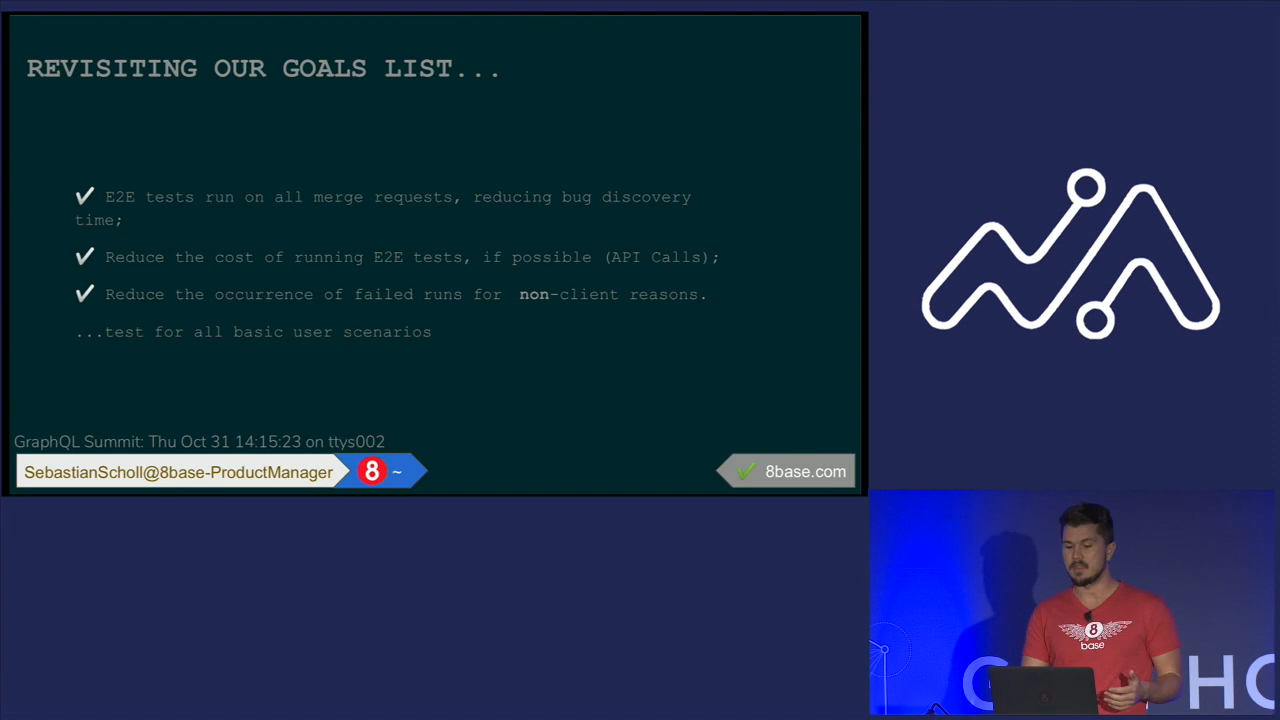 REVISITING OUR GOALS LIST...
✔ E2E tests run on all merge requests, reducing bug discovery
time;
✔ Reduce the cost of running E2E tests, if possible (API Calls);
✔ Reduce the occurrence of failed runs for non-client reasons.
...test for all basic user scenarios
GraphQL Summit: Thu Oct 31 14:15:23 on ttys002
SebastianScholl@8base-ProductManager 8 ~
✓ 8base.com
8
base
HO